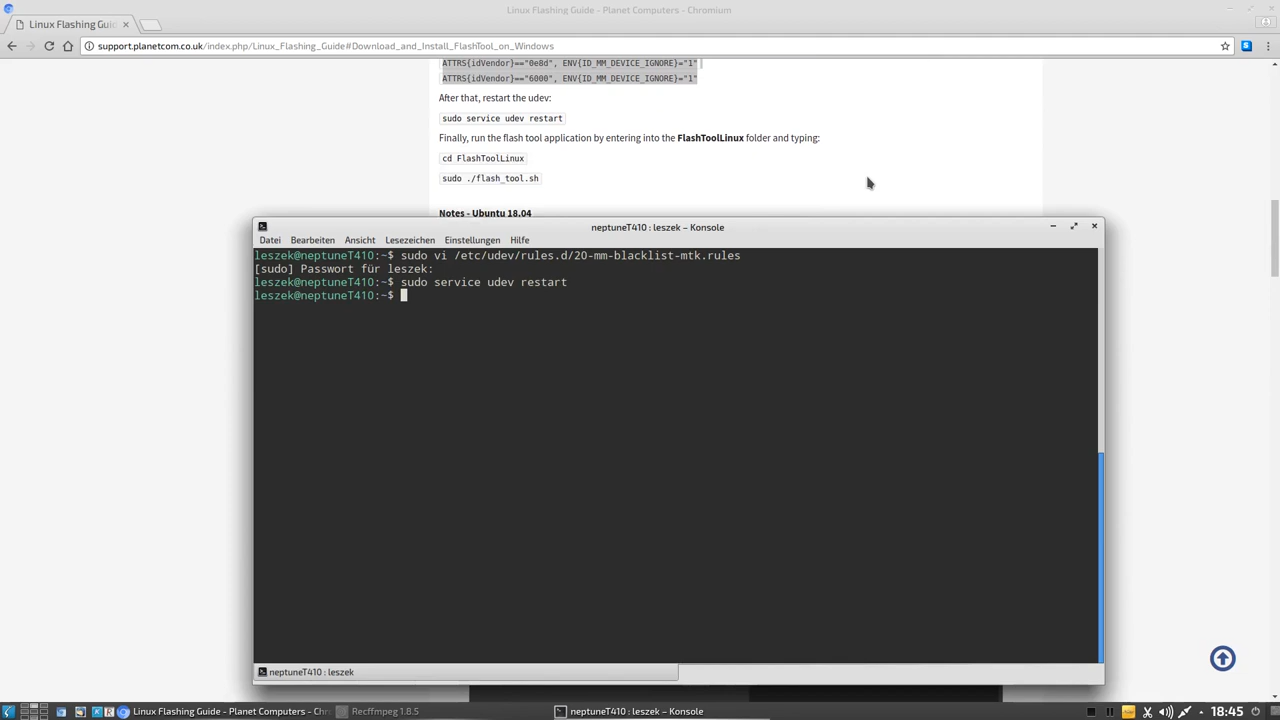 Linux Flashing Guide - Planet Computers - Chromium
Linux Flashing Guid
support.planetcom.co.uk/index.php/Linux_Flashing_Guide#Download_and_Install_FlashTool_on_Windows
ATTRS{idVendor}=="0e8d", ENV{ID_MM_DEVICE_IGNORE}="1"
ATTRS{idVendor}=="6000", ENV{ID_MM_DEVICE_IGNORE}="1"
After that, restart the udev:
sudo service udev restart
Finally, run the flash tool application by entering into the FlashToolLinux folder and typing:
cd FlashToolLinux
sudo ./flash_tool.sh
Notes - Ubuntu 18.04
neptuneT410 : leszek – Konsole
Datei Bearbeiten Ansicht Lesezeichen Einstellungen Hilfe
leszek@neptuneT410:~$ sudo vi /etc/udev/rules.d/20-mm-blacklist-mtk.rules
[sudo] Passwort für leszek:
leszek@neptuneT410:~$ sudo service udev restart
leszek@neptuneT410:~$
neptuneT410 : leszek
Linux Flashing Guide - Planet Computers - Chr
Recffmpeg 1.8.5
neptuneT410 : leszek – Konsole
18:45